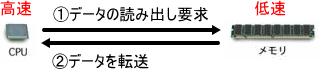 高速
①データの読み出し要求
低速
CPU
②データを転送
メモリ